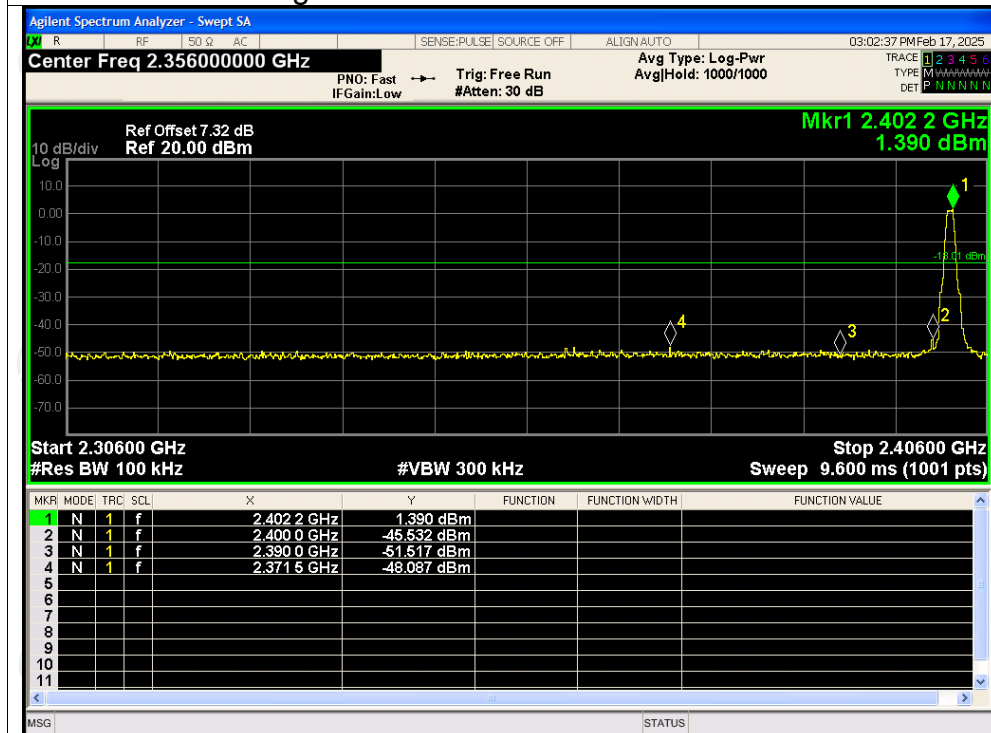 Agilent Spectrum Analyzer - Swept SA
LXI R RF 50 Ω AC SENSE:PULSE SOURCE OFF ALIGN AUTO 03:02:37 PM Feb 17, 2025
Center Freq 2.356000000 GHz
PNO: Fast
IFGain:Low
Trig: Free Run
#Atten: 30 dB
Avg Type: Log-Pwr
Avg|Hold: 1000/1000
TRACE 1 2 3 4 5 6
TYPE M
DET P N N N N N
Mkr1 2.402 2 GHz
1.390 dBm
Ref Offset 7.32 dB
10 dB/div Ref 20.00 dBm
Log
10.0
0.00
-10.0
-20.0
-30.0
-40.0
-50.0
-60.0
-70.0
1
dBm
2
3
4
Start 2.30600 GHz Stop 2.40600 GHz
#Res BW 100 kHz #VBW 300 kHz Sweep 9.600 ms (1001 pts)
MKR MODE TRC SCL X Y FUNCTION FUNCTION WIDTH FUNCTION VALUE
1 N 1 f 2.402 2 GHz 1.390 dBm
2 N 1 f 2.400 0 GHz -45.532 dBm
3 N 1 f 2.390 0 GHz -51.517 dBm
4 N 1 f 2.371 5 GHz -48.087 dBm
5
6
7
8
9
10
11
MSG STATUS